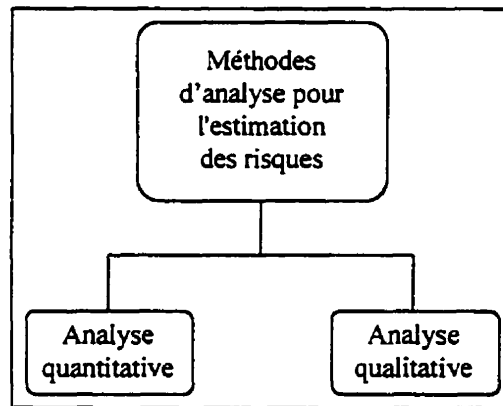 Méthodes
d'analyse pour
l'estimation
des risques
Analyse
quantitative
Analyse
qualitative